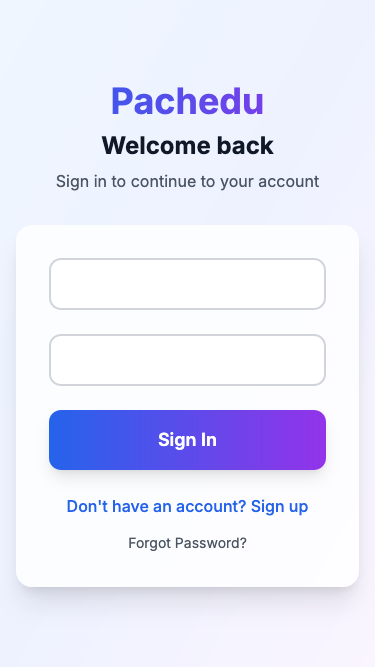 Pachedu
Welcome back
Sign in to continue to your account
Sign In
Don't have an account? Sign up
Forgot Password?